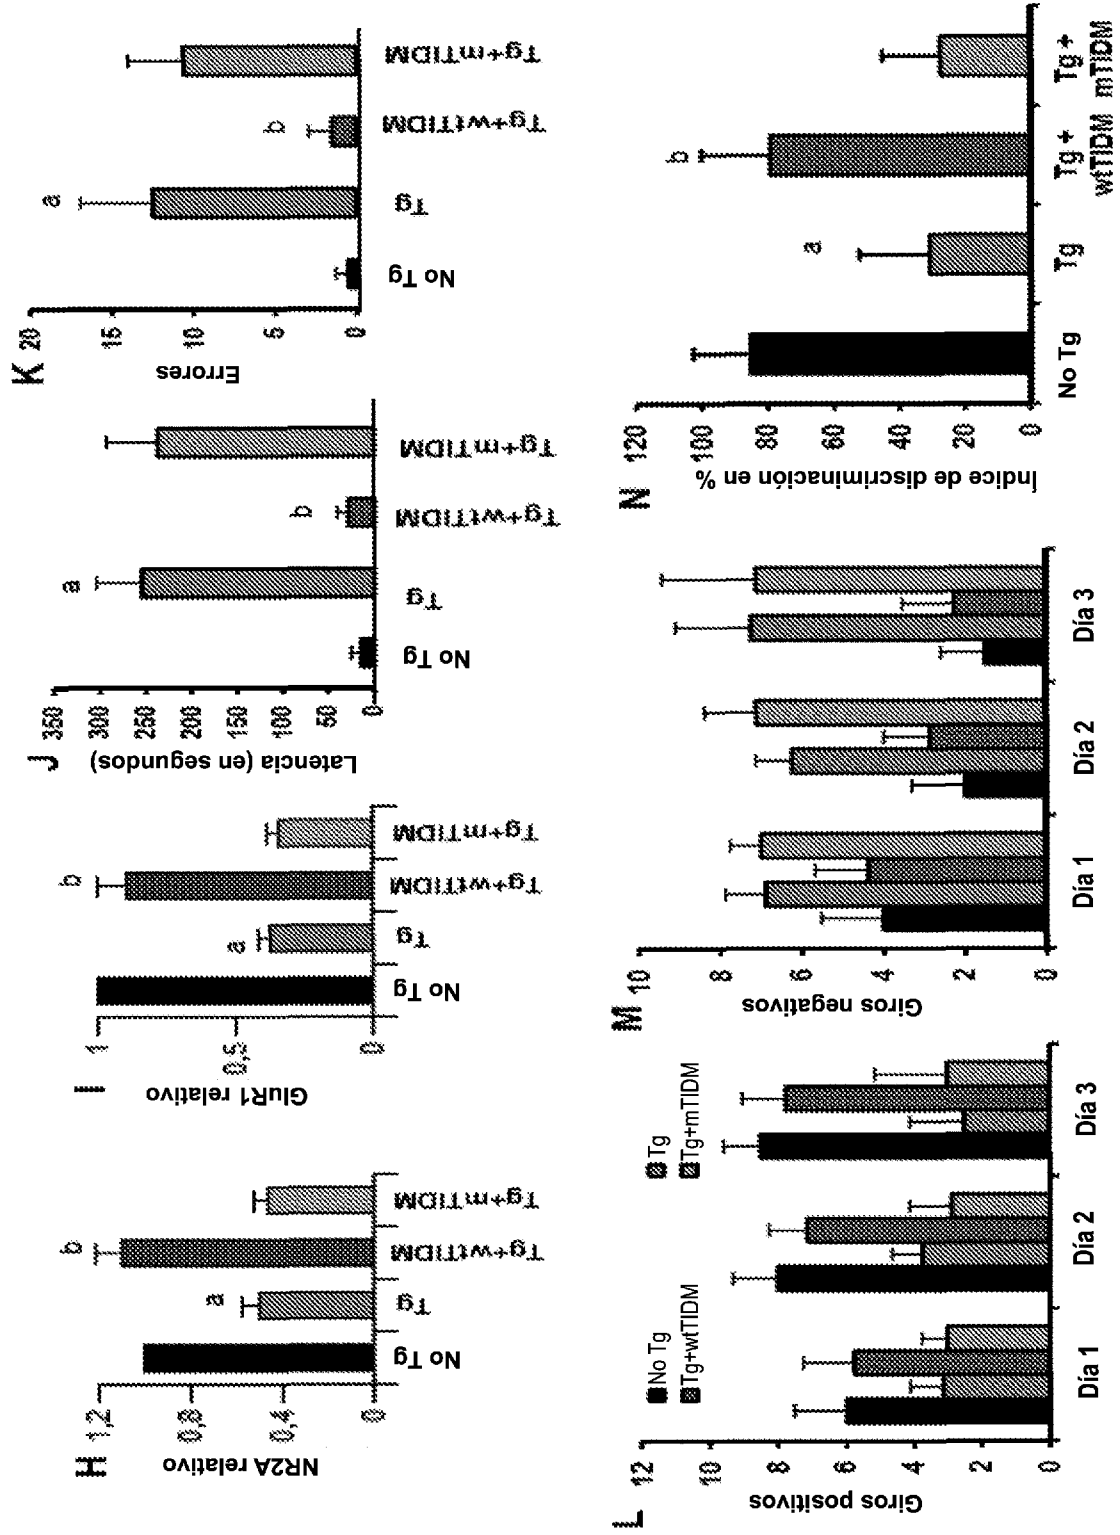 H
NR2A relativo
1,2
0,8
0,4
0
a
b
No Tg
Tg
Tg+wtTIDM
Tg+mTIDM
I
GluR1 relativo
1
0,5
0
a
b
No Tg
Tg
Tg+wtTIDM
Tg+mTIDM
J
Latencia (en segundos)
350
300
250
200
150
100
50
0
a
b
No Tg
Tg
Tg+wtTIDM
Tg+mTIDM
K
Errores
20
15
10
5
0
a
b
No Tg
Tg
Tg+wtTIDM
Tg+mTIDM
L
Giros positivos
12
10
8
6
4
2
0
No Tg
Tg
Tg+wtTIDM
Tg+mTIDM
Día 1
Día 2
Día 3
M
Giros negativos
10
8
6
4
2
0
Día 1
Día 2
Día 3
N
Índice de discriminación en %
120
100
80
60
40
20
0
a
b
No Tg
Tg
Tg +
wtTIDM
Tg +
mTIDM